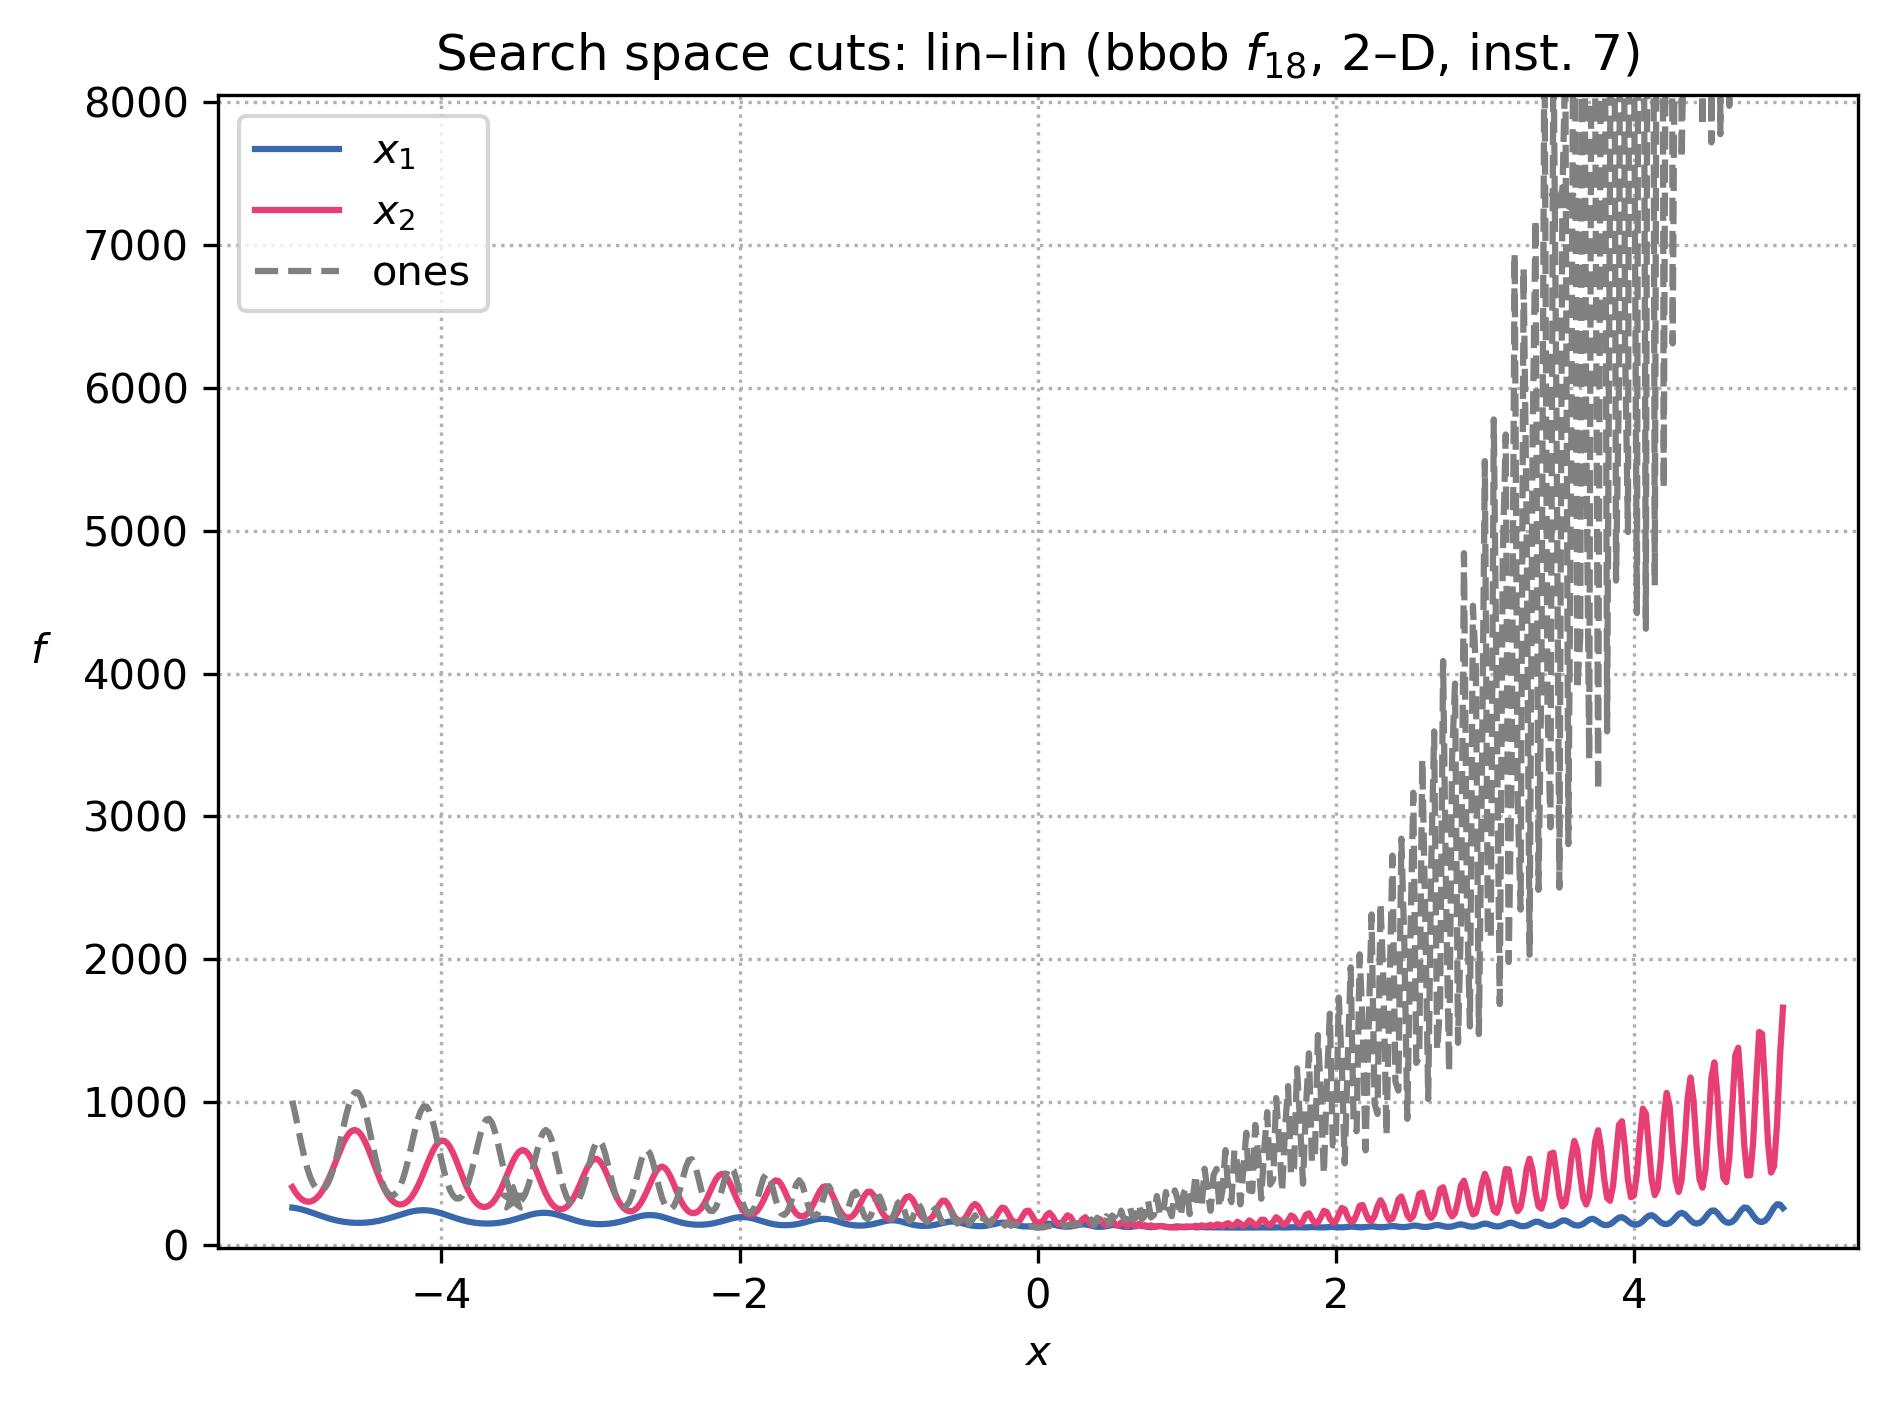 Search space cuts: lin–lin (bbob f18, 2–D, inst. 7)
8000
7000
6000
5000
4000
3000
2000
1000
0
x1
x2
ones
f
−4
−2
0
2
4
x